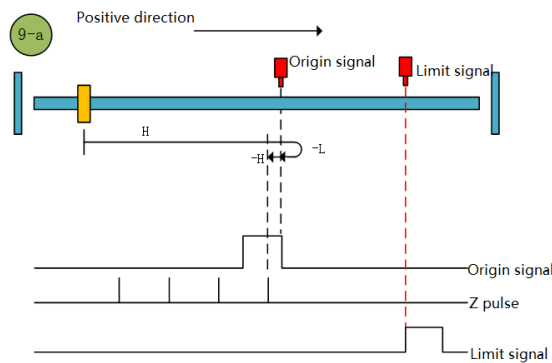 9-a
Positive direction
Origin signal
Limit signal
H
-L
-H
Origin signal
Z pulse
Limit signal